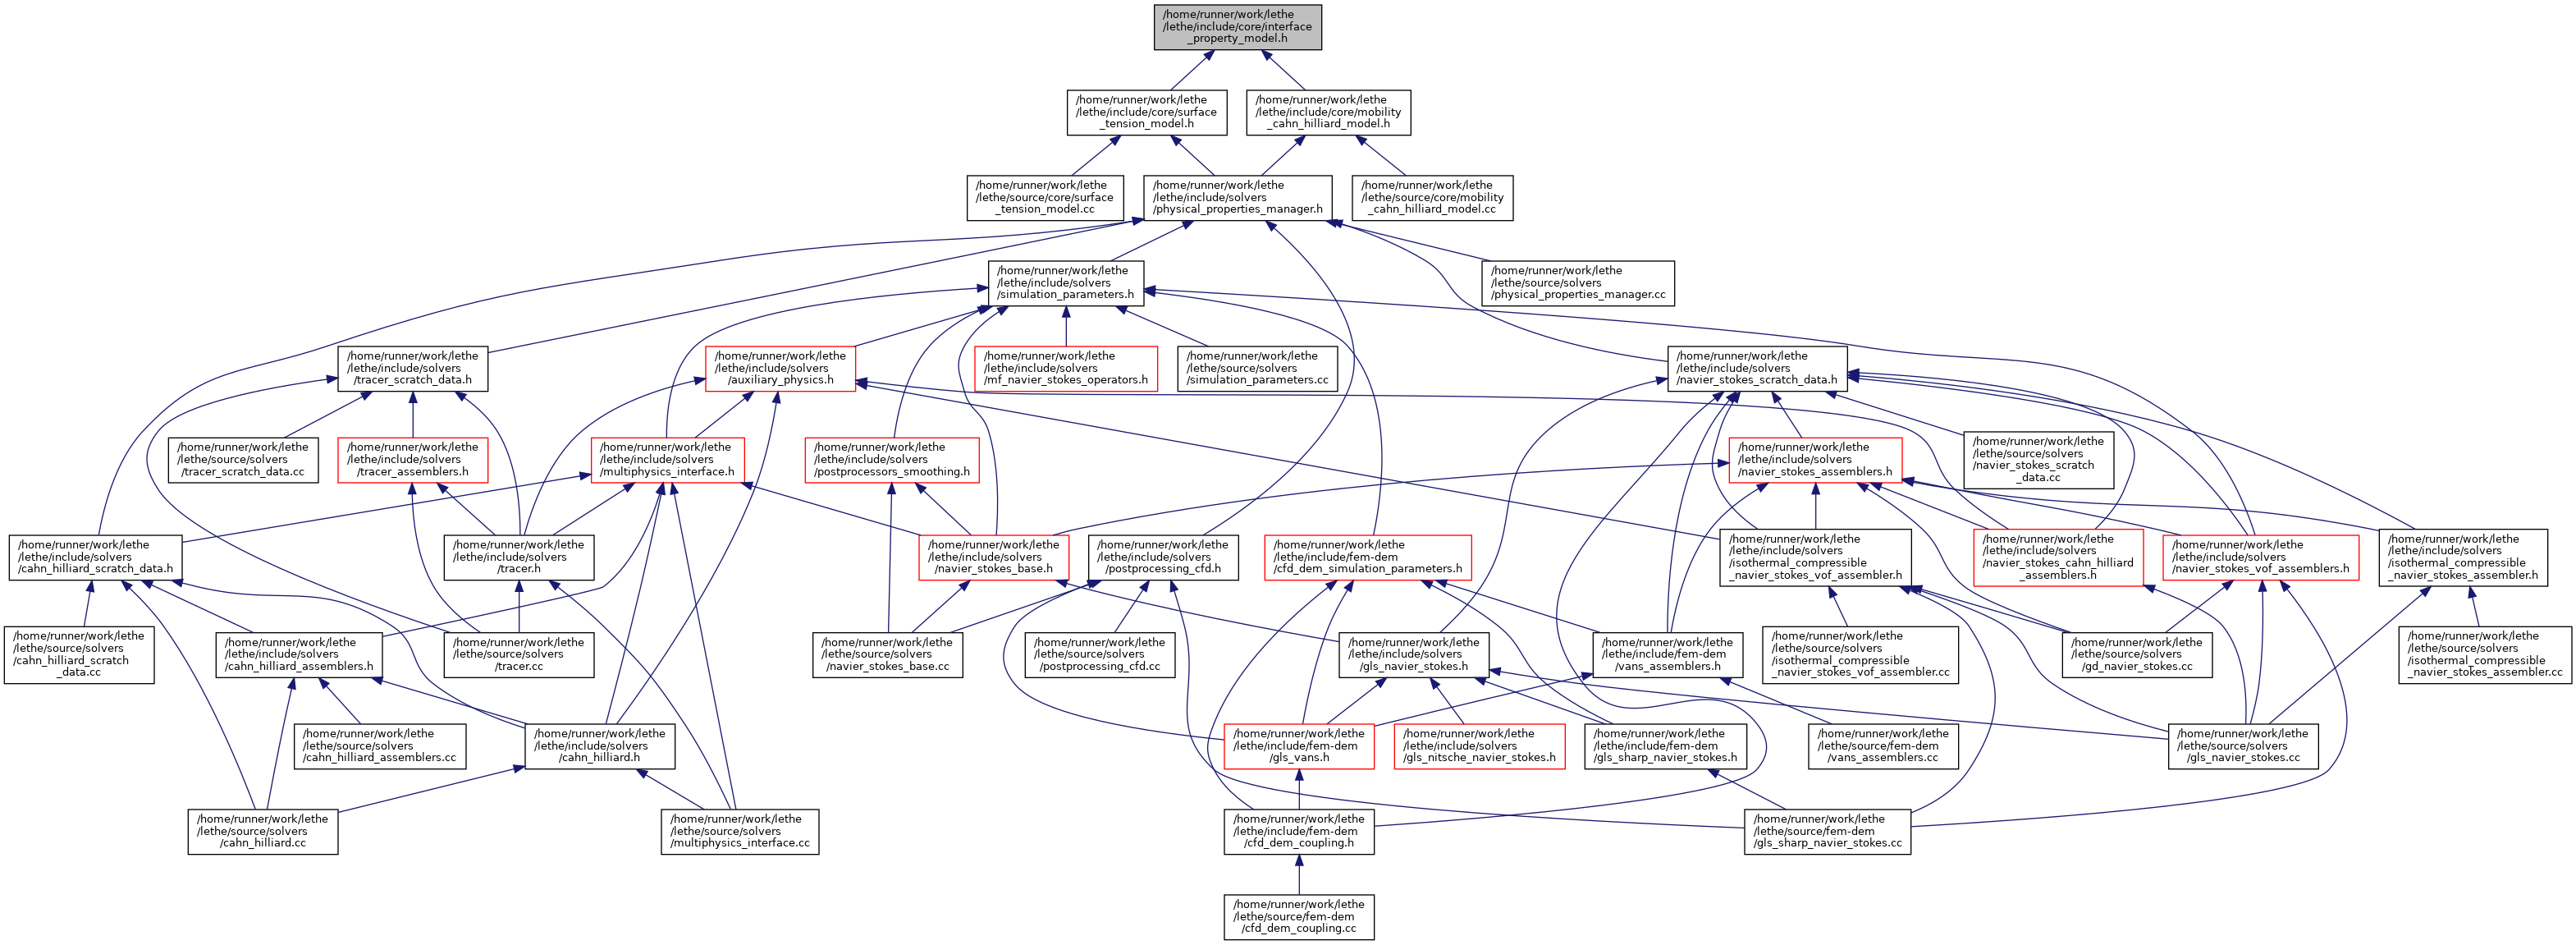 /home/runner/work/lethe
/lethe/include/core/interface
_property_model.h
/home/runner/work/lethe
/lethe/include/core/surface
_tension_model.h
/home/runner/work/lethe
/lethe/include/core/mobility
_cahn_hilliard_model.h
/home/runner/work/lethe
/lethe/source/core/surface
_tension_model.cc
/home/runner/work/lethe
/lethe/include/solvers
/physical_properties_manager.h
/home/runner/work/lethe
/lethe/source/core/mobility
_cahn_hilliard_model.cc
/home/runner/work/lethe
/lethe/include/solvers
/simulation_parameters.h
/home/runner/work/lethe
/lethe/source/solvers
/physical_properties_manager.cc
/home/runner/work/lethe
/lethe/include/solvers
/tracer_scratch_data.h
/home/runner/work/lethe
/lethe/include/solvers
/auxiliary_physics.h
/home/runner/work/lethe
/lethe/include/solvers
/mf_navier_stokes_operators.h
/home/runner/work/lethe
/lethe/source/solvers
/simulation_parameters.cc
/home/runner/work/lethe
/lethe/include/solvers
/navier_stokes_scratch_data.h
/home/runner/work/lethe
/lethe/source/solvers
/tracer_scratch_data.cc
/home/runner/work/lethe
/lethe/include/solvers
/tracer_assemblers.h
/home/runner/work/lethe
/lethe/include/solvers
/multiphysics_interface.h
/home/runner/work/lethe
/lethe/include/solvers
/postprocessors_smoothing.h
/home/runner/work/lethe
/lethe/include/solvers
/navier_stokes_assemblers.h
/home/runner/work/lethe
/lethe/source/solvers
/navier_stokes_scratch
_data.cc
/home/runner/work/lethe
/lethe/include/solvers
/cahn_hilliard_scratch_data.h
/home/runner/work/lethe
/lethe/include/solvers
/tracer.h
/home/runner/work/lethe
/lethe/include/solvers
/navier_stokes_base.h
/home/runner/work/lethe
/lethe/include/solvers
/postprocessing_cfd.h
/home/runner/work/lethe
/lethe/include/fem-dem
/cfd_dem_simulation_parameters.h
/home/runner/work/lethe
/lethe/include/solvers
/isothermal_compressible
_navier_stokes_vof_assembler.h
/home/runner/work/lethe
/lethe/include/solvers
/navier_stokes_cahn_hilliard
_assemblers.h
/home/runner/work/lethe
/lethe/include/solvers
/navier_stokes_vof_assemblers.h
/home/runner/work/lethe
/lethe/include/solvers
/isothermal_compressible
_navier_stokes_assembler.h
/home/runner/work/lethe
/lethe/source/solvers
/cahn_hilliard_scratch
_data.cc
/home/runner/work/lethe
/lethe/include/solvers
/cahn_hilliard_assemblers.h
/home/runner/work/lethe
/lethe/source/solvers
/tracer.cc
/home/runner/work/lethe
/lethe/source/solvers
/navier_stokes_base.cc
/home/runner/work/lethe
/lethe/source/solvers
/postprocessing_cfd.cc
/home/runner/work/lethe
/lethe/include/solvers
/gls_navier_stokes.h
/home/runner/work/lethe
/lethe/include/fem-dem
/vans_assemblers.h
/home/runner/work/lethe
/lethe/source/solvers
/isothermal_compressible
_navier_stokes_vof_assembler.cc
/home/runner/work/lethe
/lethe/source/solvers
/gd_navier_stokes.cc
/home/runner/work/lethe
/lethe/source/solvers
/isothermal_compressible
_navier_stokes_assembler.cc
/home/runner/work/lethe
/lethe/source/solvers
/cahn_hilliard_assemblers.cc
/home/runner/work/lethe
/lethe/include/solvers
/cahn_hilliard.h
/home/runner/work/lethe
/lethe/include/fem-dem
/gls_vans.h
/home/runner/work/lethe
/lethe/include/solvers
/gls_nitsche_navier_stokes.h
/home/runner/work/lethe
/lethe/include/fem-dem
/gls_sharp_navier_stokes.h
/home/runner/work/lethe
/lethe/source/fem-dem
/vans_assemblers.cc
/home/runner/work/lethe
/lethe/source/solvers
/gls_navier_stokes.cc
/home/runner/work/lethe
/lethe/source/solvers
/cahn_hilliard.cc
/home/runner/work/lethe
/lethe/source/solvers
/multiphysics_interface.cc
/home/runner/work/lethe
/lethe/include/fem-dem
/cfd_dem_coupling.h
/home/runner/work/lethe
/lethe/source/fem-dem
/gls_sharp_navier_stokes.cc
/home/runner/work/lethe
/lethe/source/fem-dem
/cfd_dem_coupling.cc